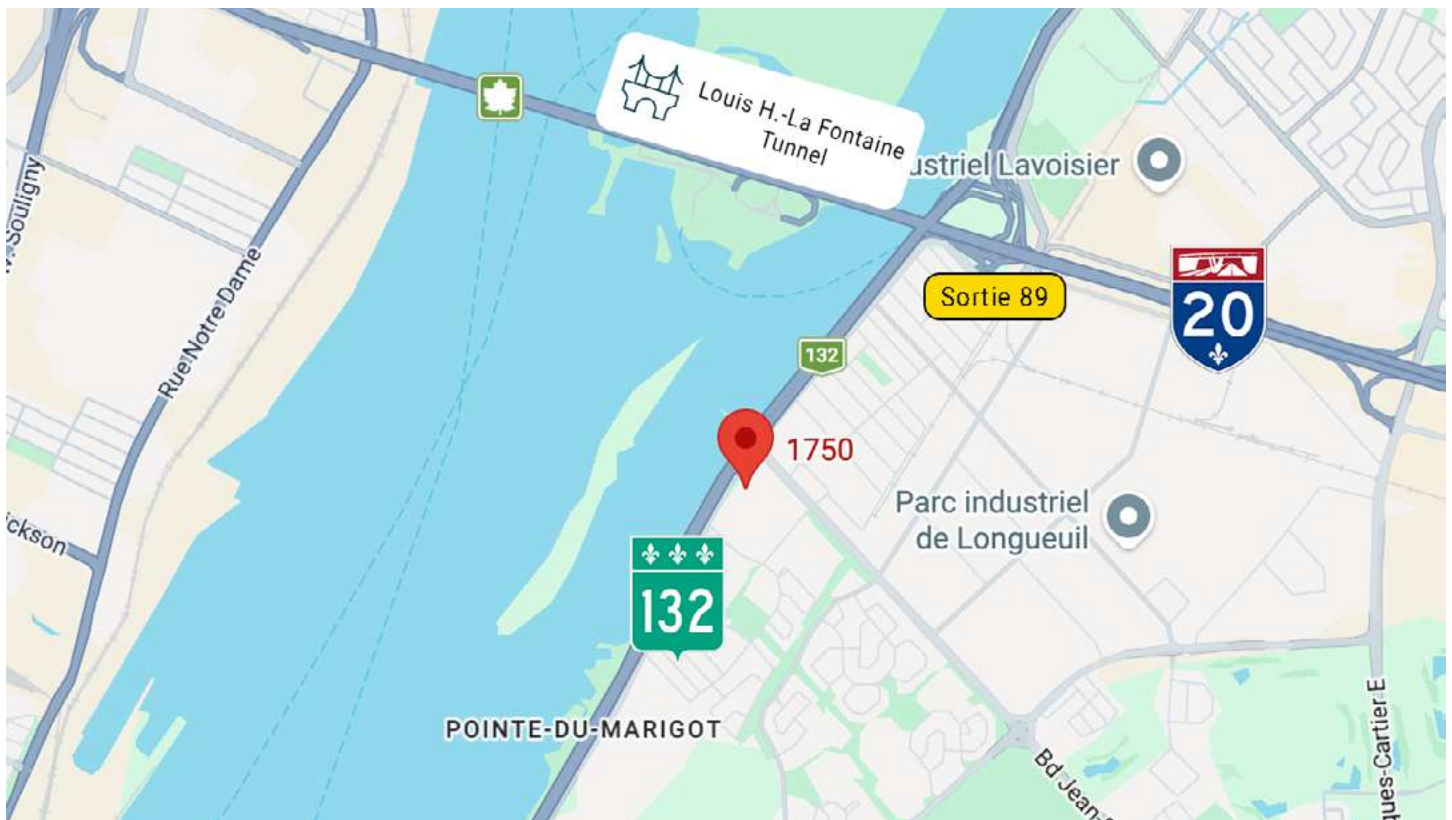 Louis H.-La Fontaine
Tunnel
ustriel Lavoisier
Souligny
Rue Notre Dame
Sortie 89
20
132
1750
Parc industriel
de Longueuil
ickson
132
POINTE-DU-MARIGOT
Bd Jean-
ques-Cartier E